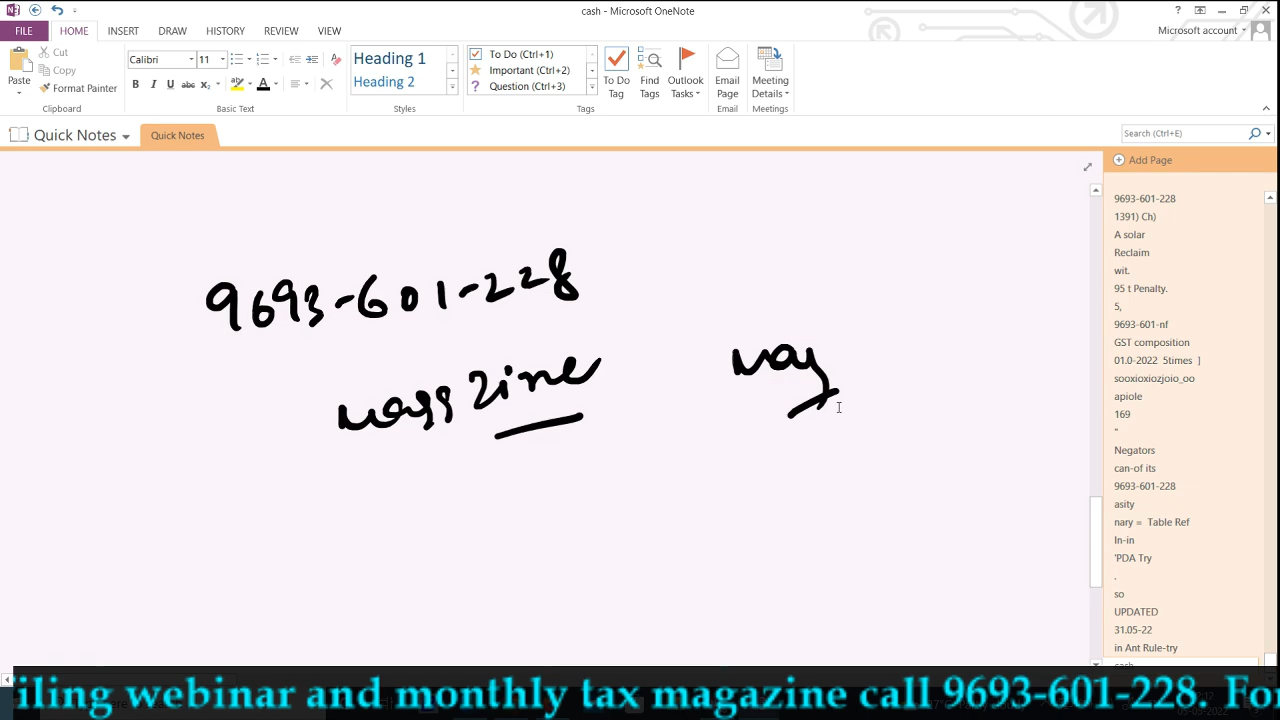 cash - Microsoft OneNote
FILE HOME INSERT DRAW HISTORY REVIEW VIEW
Microsoft account
Paste
Cut
Copy
Format Painter
Clipboard
Calibri 11
B I U abc X₂ A
Basic Text
Heading 1
Heading 2
Styles
To Do (Ctrl+1)
Important (Ctrl+2)
Question (Ctrl+3)
Tags
To Do Tag
Find Tags
Outlook Tasks
Email Page
Email
Meeting Details
Meetings
Quick Notes
Quick Notes
Search (Ctrl+E)
Add Page
9693-601-228
May
9693-601-228
1391) Ch)
A solar
Reclaim
wit.
95 t Penalty.
5,
9693-601-nf
GST composition
01.0-2022 5times ]
sooxioxiozjoio_oo
apiole
169
"
Negators
can-of its
9693-601-228
asity
nary = Table Ref
In-in
'PDA Try
.
so
UPDATED
31.05-22
in Ant Rule-try
cash
iling webinar and monthly tax magazine call 9693-601-228. For